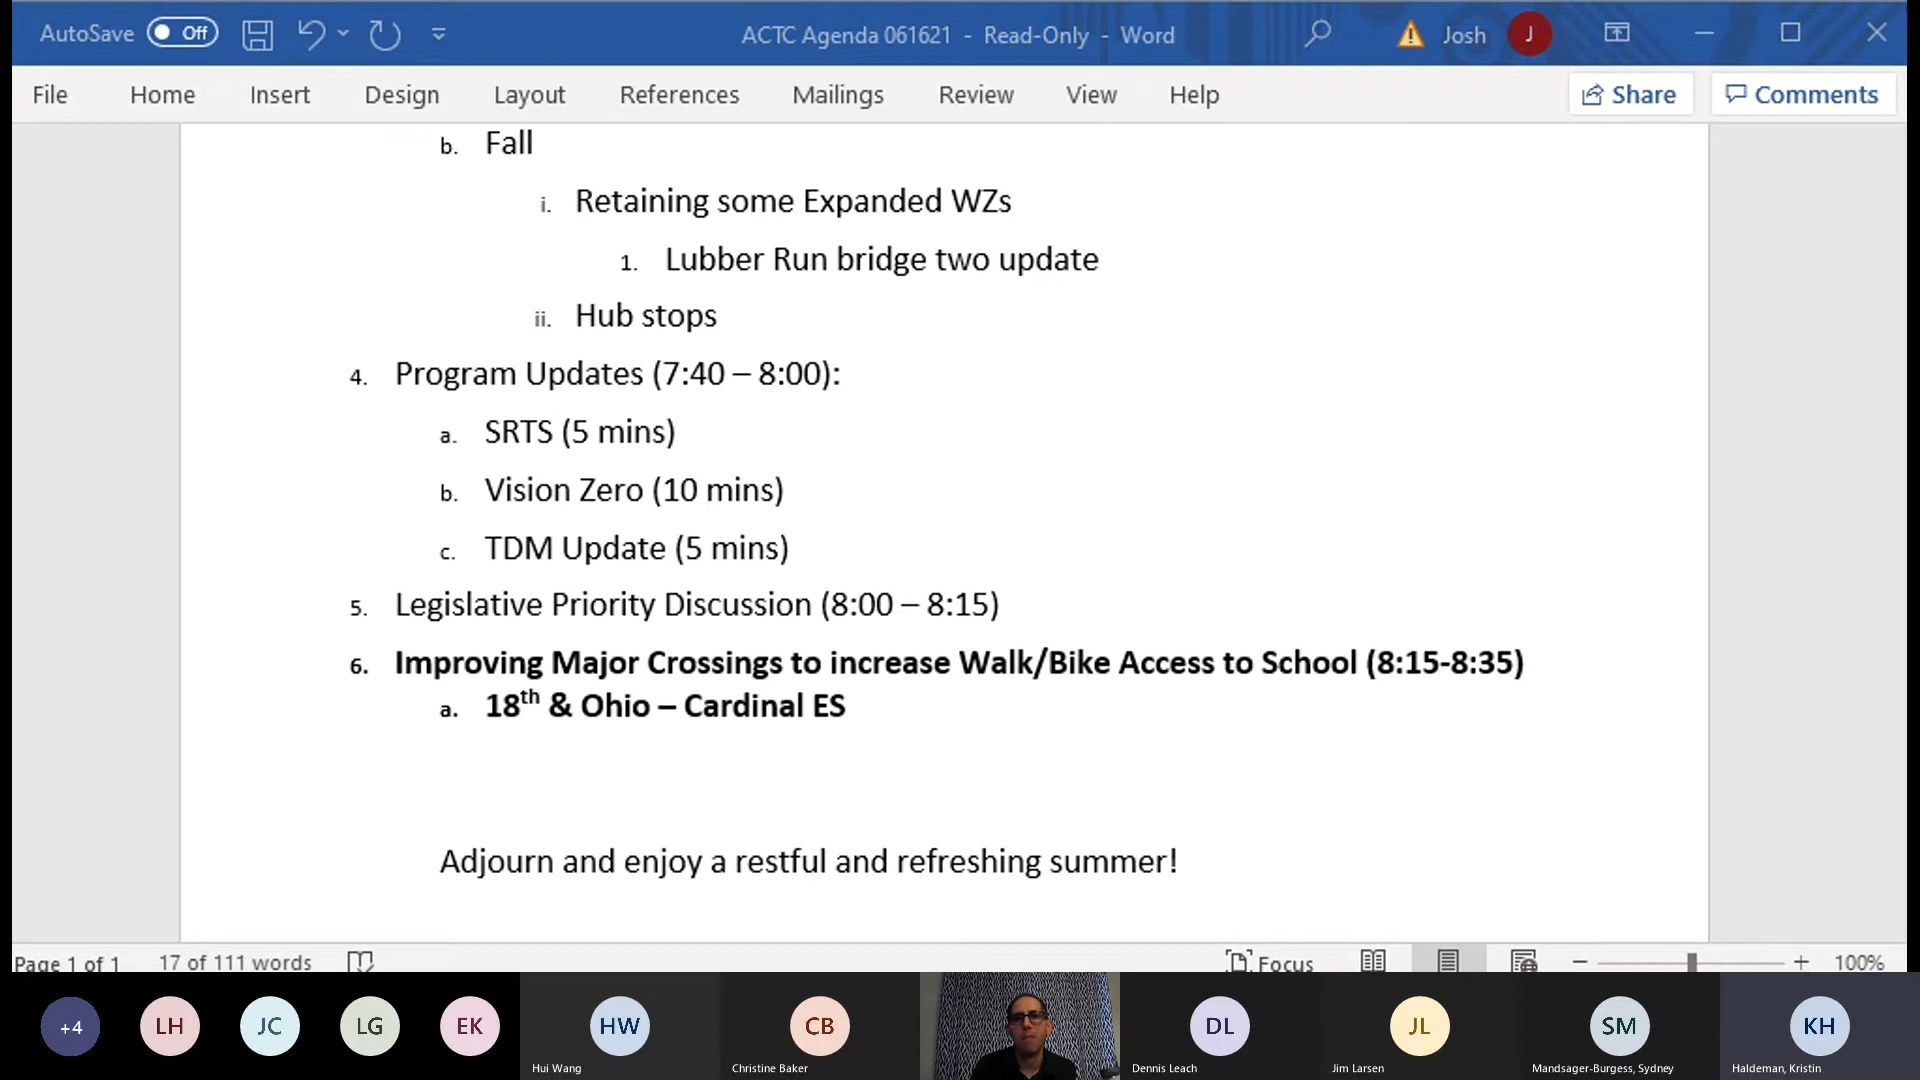 AutoSave Off ACTC Agenda 061621 - Read-Only - Word Josh J
File Home Insert Design Layout References Mailings Review View Help Share Comments
b. Fall
i. Retaining some Expanded WZs
1. Lubber Run bridge two update
ii. Hub stops
4. Program Updates (7:40 – 8:00):
a. SRTS (5 mins)
b. Vision Zero (10 mins)
c. TDM Update (5 mins)
5. Legislative Priority Discussion (8:00 – 8:15)
6. Improving Major Crossings to increase Walk/Bike Access to School (8:15-8:35)
a. 18th & Ohio – Cardinal ES
Adjourn and enjoy a restful and refreshing summer!
Page 1 of 1 17 of 111 words Focus 100%
+4 LH JC LG EK HW CB DL JL SM KH
Hui Wang Christine Baker Dennis Leach Jim Larsen Mandsager-Burgess, Sydney Haldeman, Kristin